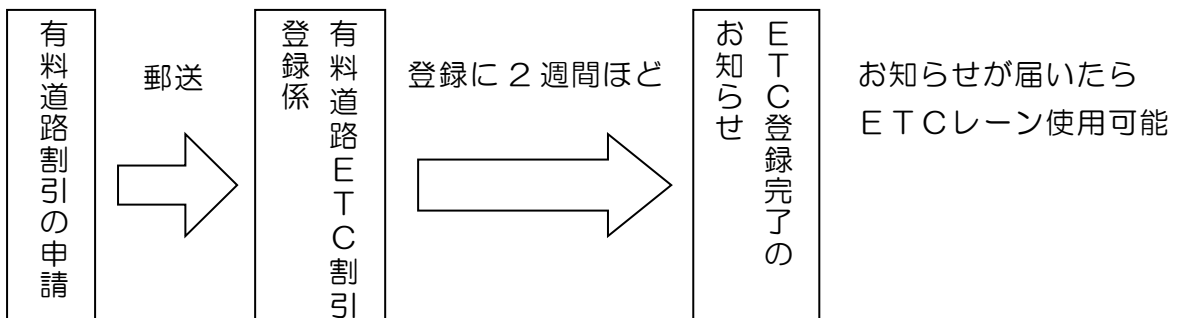 有料道路割引の申請
郵送
有料道路ETC割引
登録係
登録に2週間ほど
ETC登録完了の
お知らせ
お知らせが届いたら
ETCレーン使用可能